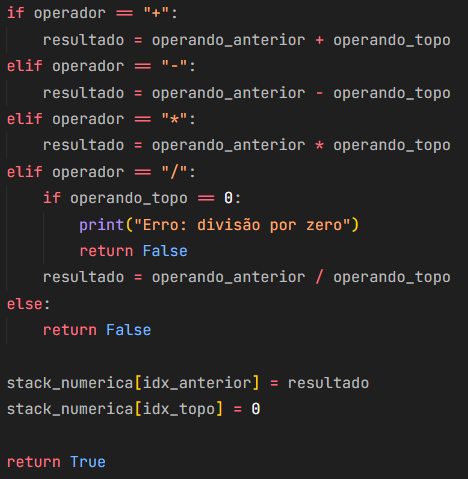 if operador == "+":
    resultado = operando_anterior + operando_topo
elif operador == "-":
    resultado = operando_anterior - operando_topo
elif operador == "*":
    resultado = operando_anterior * operando_topo
elif operador == "/":
    if operando_topo == 0:
        print("Erro: divisão por zero")
        return False
    resultado = operando_anterior / operando_topo
else:
    return False

stack_numerica[idx_anterior] = resultado
stack_numerica[idx_topo] = 0

return True